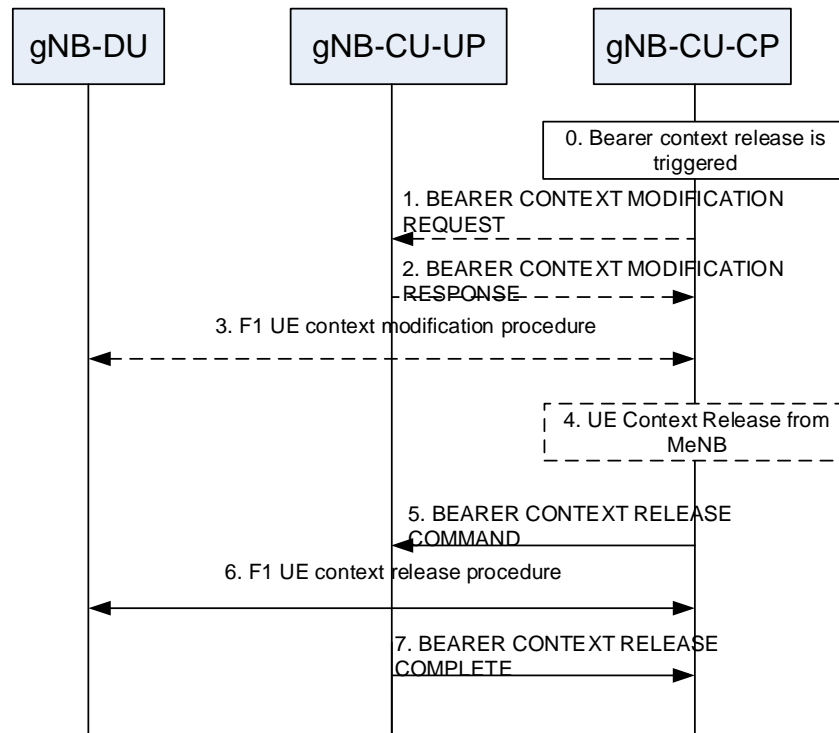 gNB-DU
gNB-CU-UP
gNB-CU-CP
0. Bearer context release is
triggered
1. BEARER CONTEXT MODIFICATION
REQUEST
2. BEARER CONTEXT MODIFICATION
RESPONSE
3. F1 UE context modification procedure
4. UE Context Release from
MeNB
5. BEARER CONTEXT RELEASE
COMMAND
6. F1 UE context release procedure
7. BEARER CONTEXT RELEASE
COMPLETE